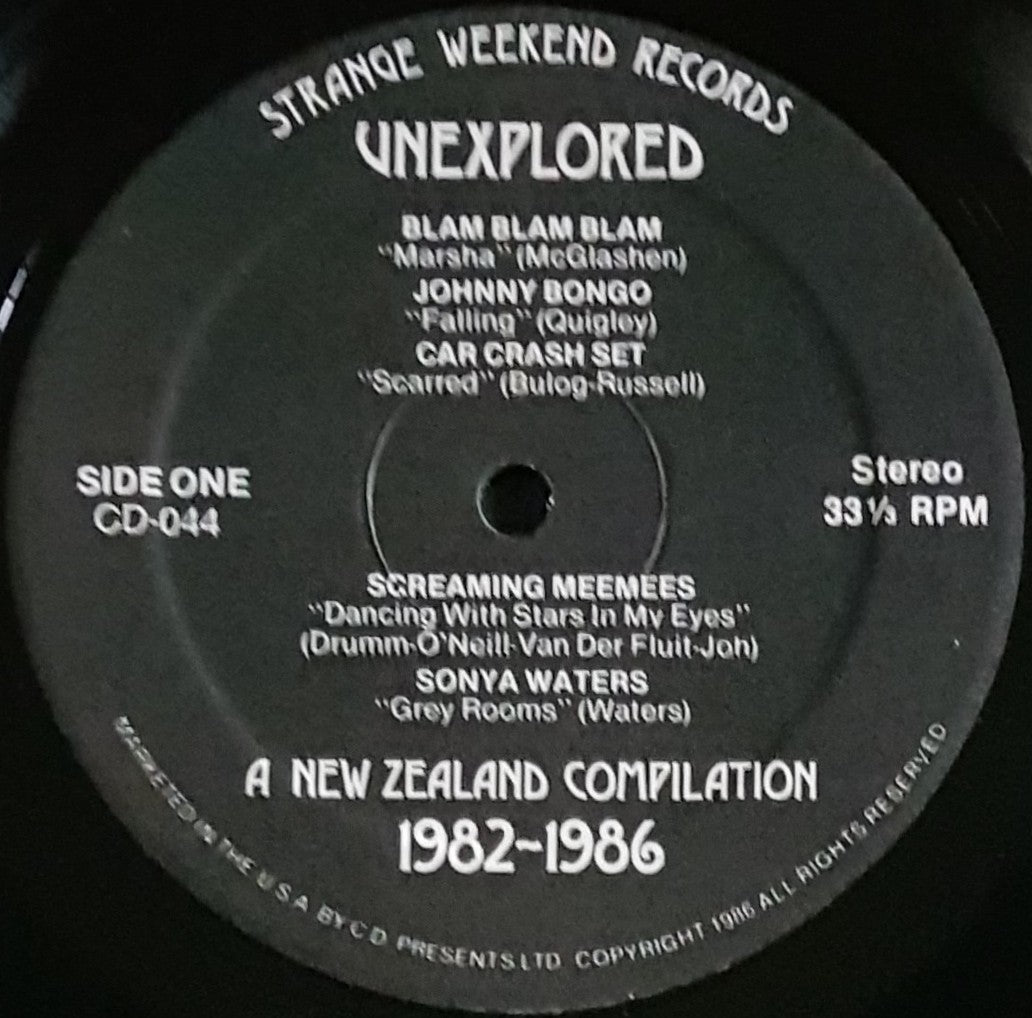 STRANGE WEEKEND RECORDS
UNEXPLORED
BLAM BLAM BLAM
"Marsha" (McGlashen)
JOHNNY BONGO
"Falling" (Quigley)
CAR CRASH SET
"Scarred" (Bulog-Russell)
SIDE ONE
CD-044
Stereo
33⅓ RPM
SCREAMING MEEMEES
"Dancing With Stars In My Eyes"
(Drumm-O'Neill-Van Der Fluit-Joh)
SONYA WATERS
"Grey Rooms" (Waters)
A NEW ZEALAND COMPILATION
1982-1986
MARKETED IN THE U.S.A. BY C.D. PRESENTS LTD COPYRIGHT 1986 ALL RIGHTS RESERVED